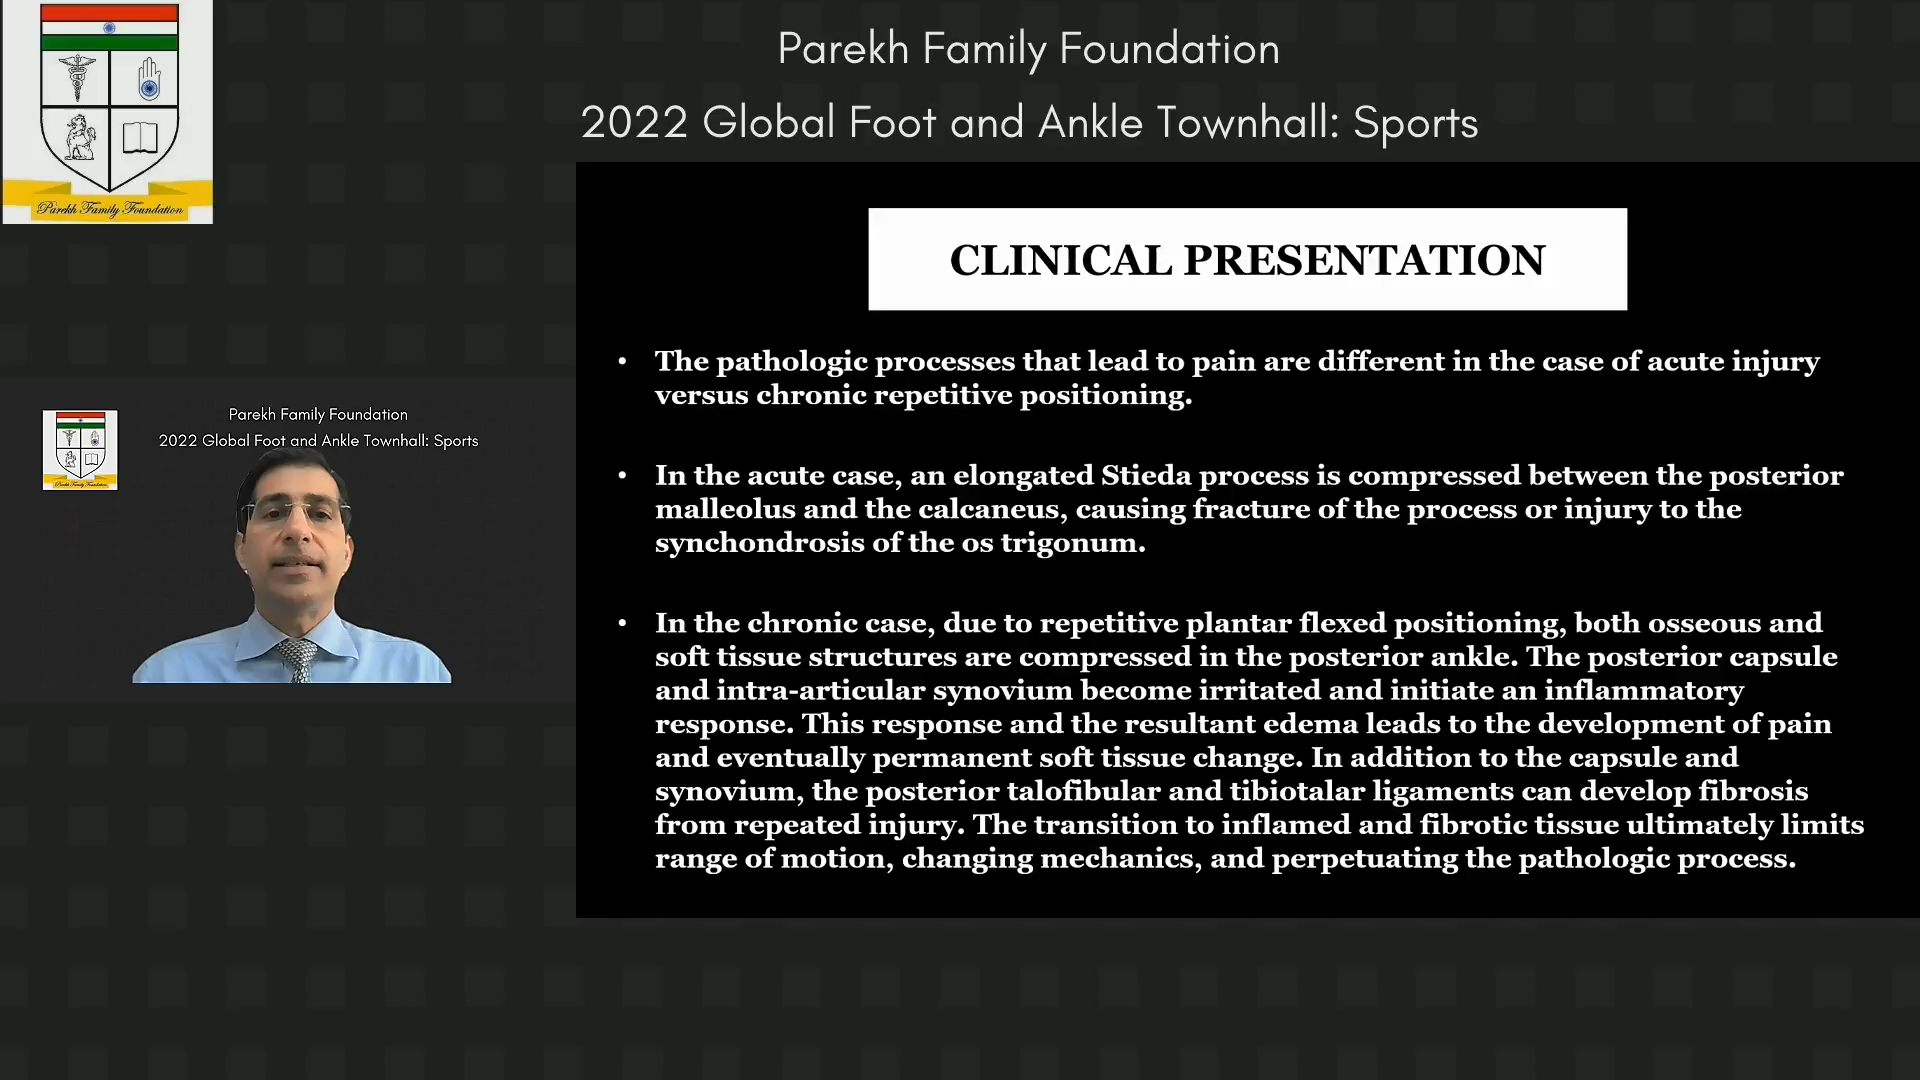 Parekh Family Foundation
2022 Global Foot and Ankle Townhall: Sports
Parekh Family Foundation
CLINICAL PRESENTATION
• The pathologic processes that lead to pain are different in the case of acute injury
versus chronic repetitive positioning.
• In the acute case, an elongated Stieda process is compressed between the posterior
malleolus and the calcaneus, causing fracture of the process or injury to the
synchondrosis of the os trigonum.
• In the chronic case, due to repetitive plantar flexed positioning, both osseous and
soft tissue structures are compressed in the posterior ankle. The posterior capsule
and intra-articular synovium become irritated and initiate an inflammatory
response. This response and the resultant edema leads to the development of pain
and eventually permanent soft tissue change. In addition to the capsule and
synovium, the posterior talofibular and tibiotalar ligaments can develop fibrosis
from repeated injury. The transition to inflamed and fibrotic tissue ultimately limits
range of motion, changing mechanics, and perpetuating the pathologic process.
Parekh Family Foundation
2022 Global Foot and Ankle Townhall: Sports
Parekh Family Foundation